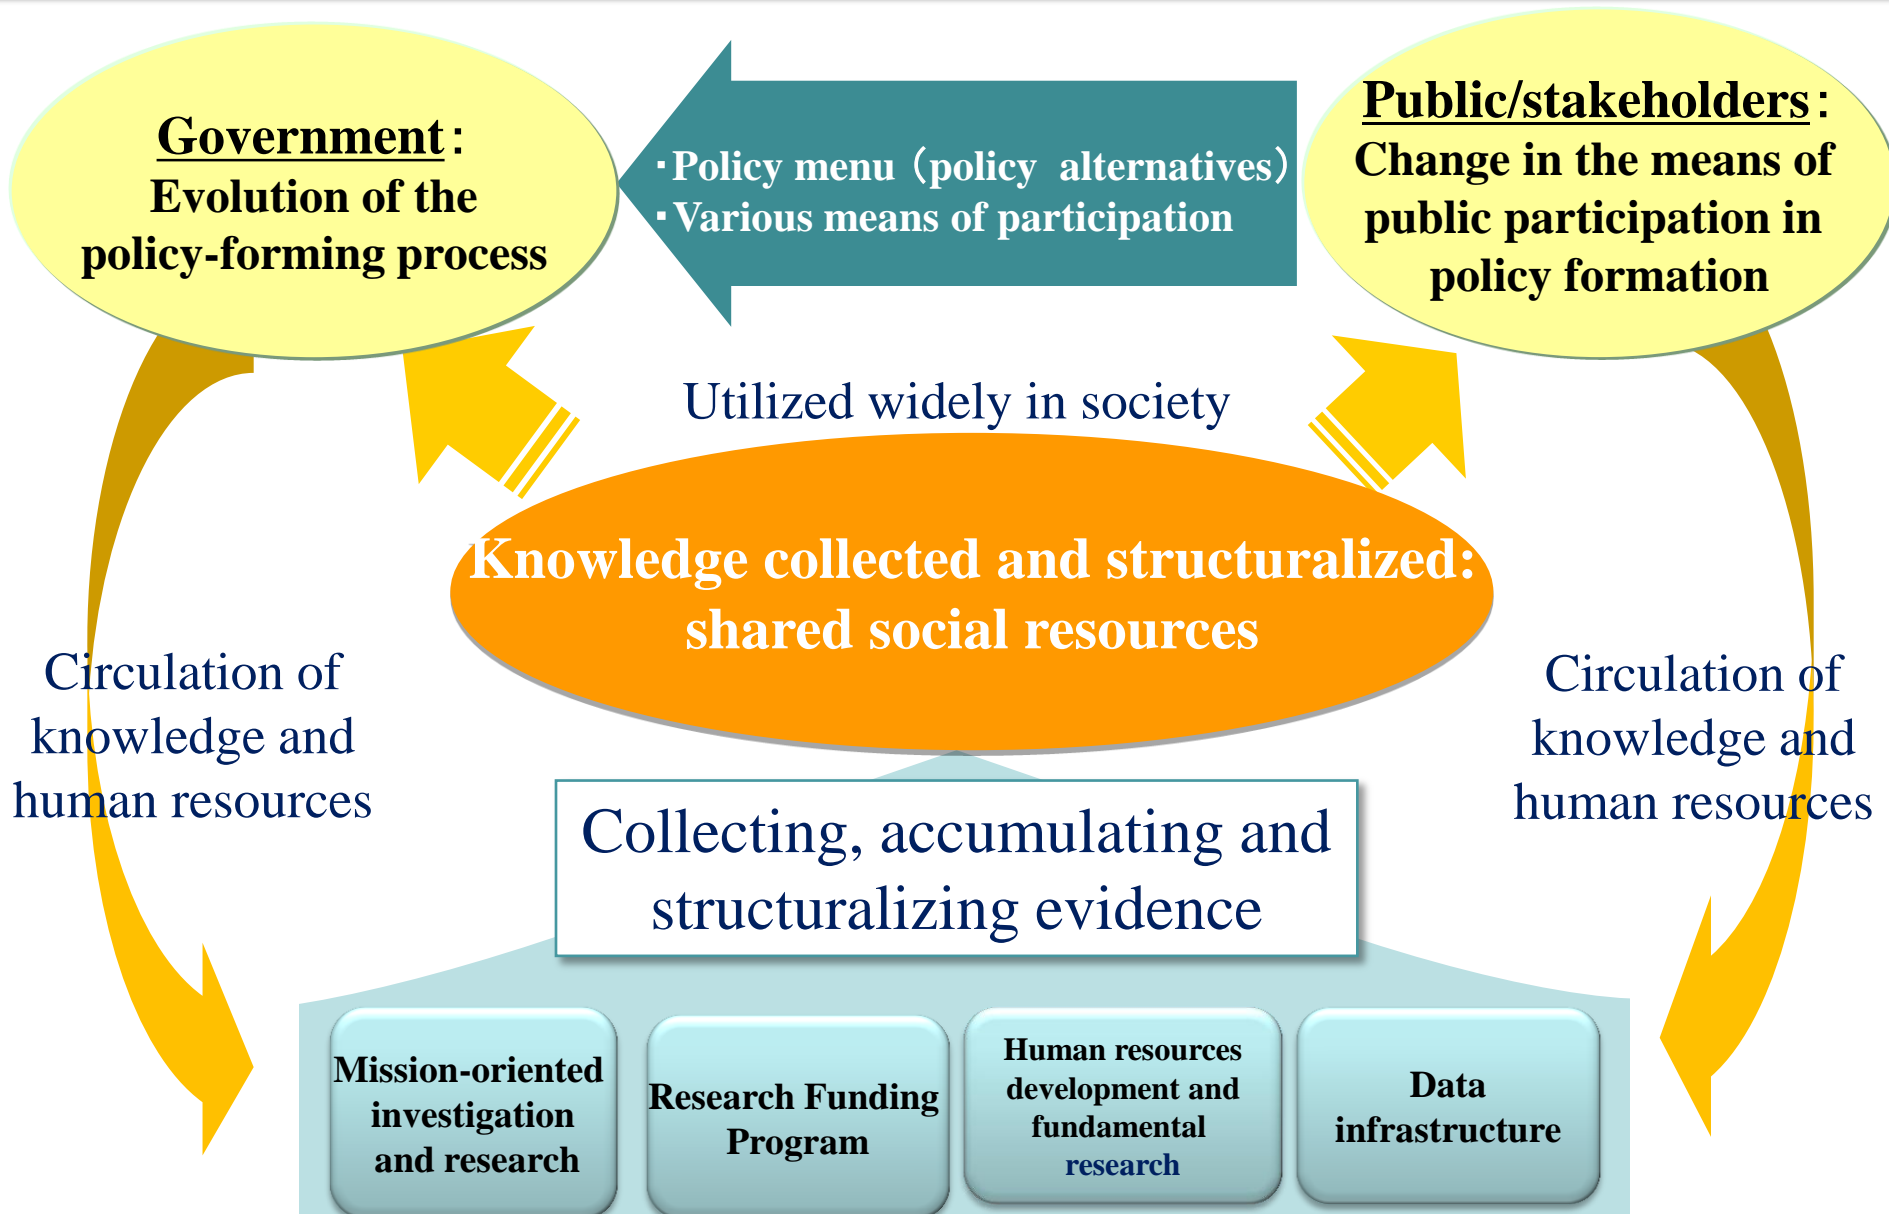 Government：
Evolution of the
policy-forming process
・Policy menu（policy alternatives）
・Various means of participation
Public/stakeholders：
Change in the means of
public participation in
policy formation
Utilized widely in society
Knowledge collected and structuralized:
shared social resources
Circulation of
knowledge and
human resources
Circulation of
knowledge and
human resources
Collecting, accumulating and
structuralizing evidence
Mission-oriented
investigation
and research
Research Funding
Program
Human resources
development and
fundamental
research
Data
infrastructure